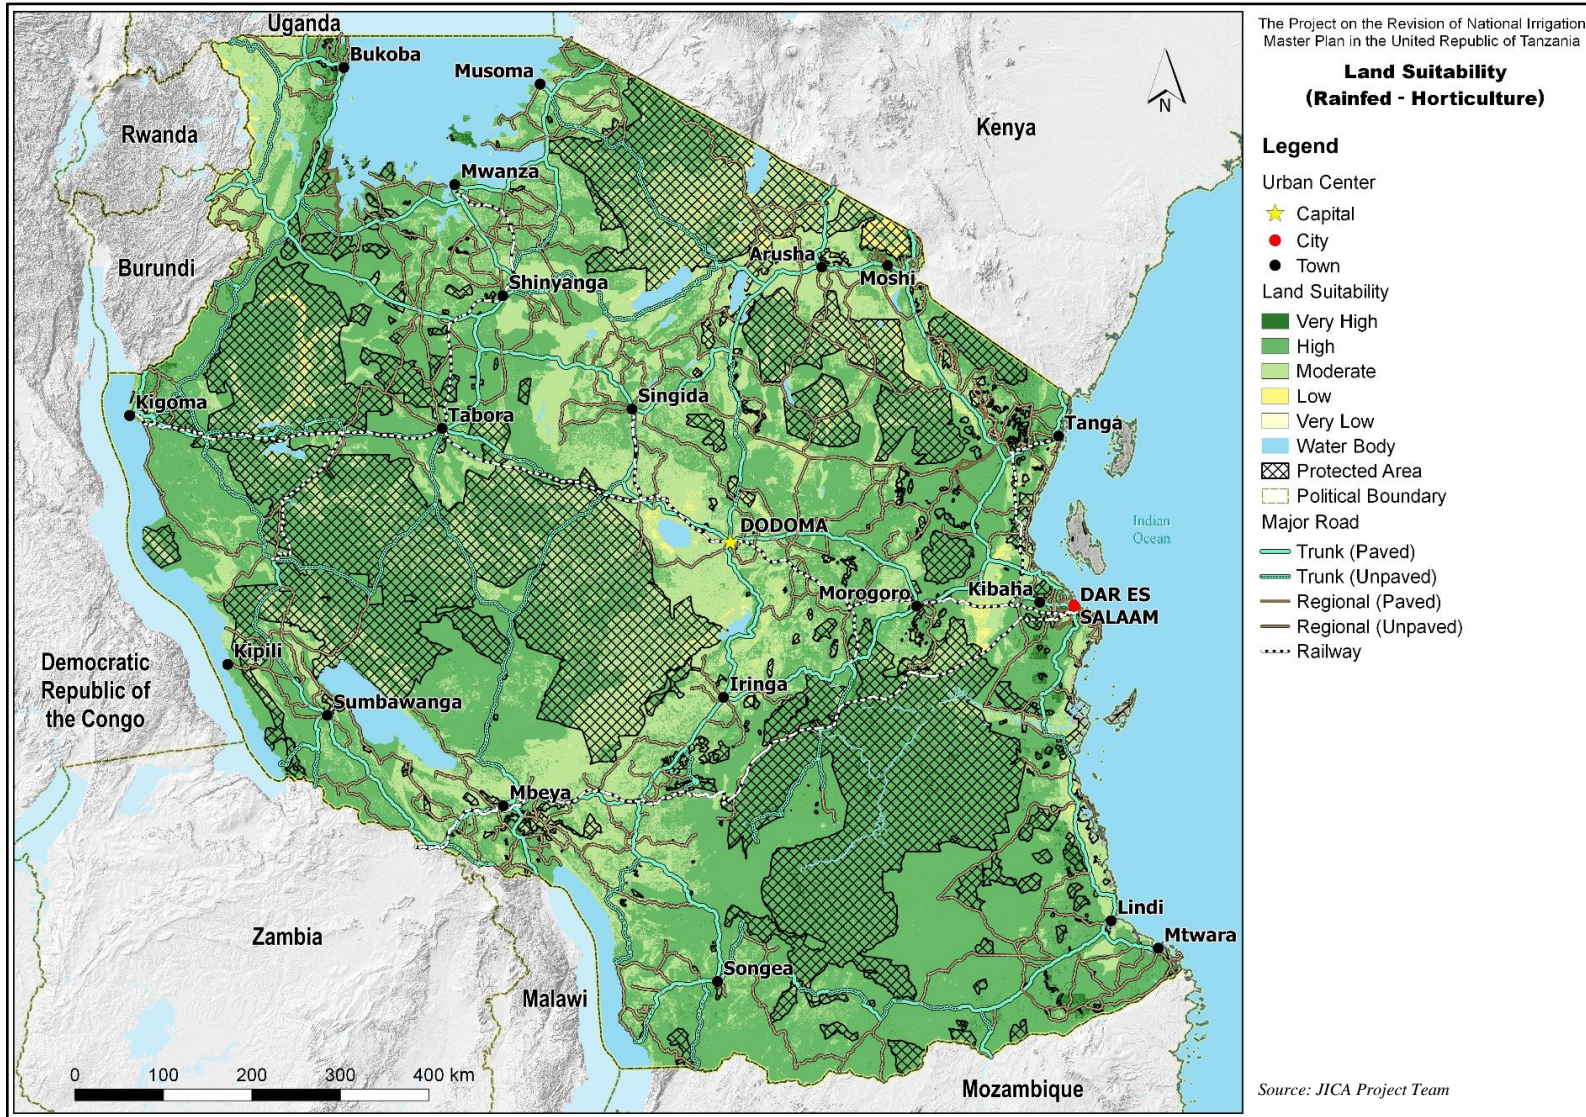 The Project on the Revision of National Irrigation
Master Plan in the United Republic of Tanzania
Land Suitability
(Rainfed - Horticulture)
Legend
Urban Center
Capital
City
Town
Land Suitability
Very High
High
Moderate
Low
Very Low
Water Body
Protected Area
Political Boundary
Major Road
Trunk (Paved)
Trunk (Unpaved)
Regional (Paved)
Regional (Unpaved)
Railway
Source: JICA Project Team
Uganda
Bukoba
Musoma
N
Rwanda
Kenya
Mwanza
Burundi
Arusha
Moshi
Shinyanga
Kigoma
Singida
Tabora
Tanga
DODOMA
Indian
Ocean
Morogoro
Kibaha
DAR ES
SALAAM
Democratic
Republic of
the Congo
Kipili
Iringa
Sumbawanga
Mbeya
Lindi
Mtwara
Zambia
Songea
Malawi
Mozambique
0 100 200 300 400 km